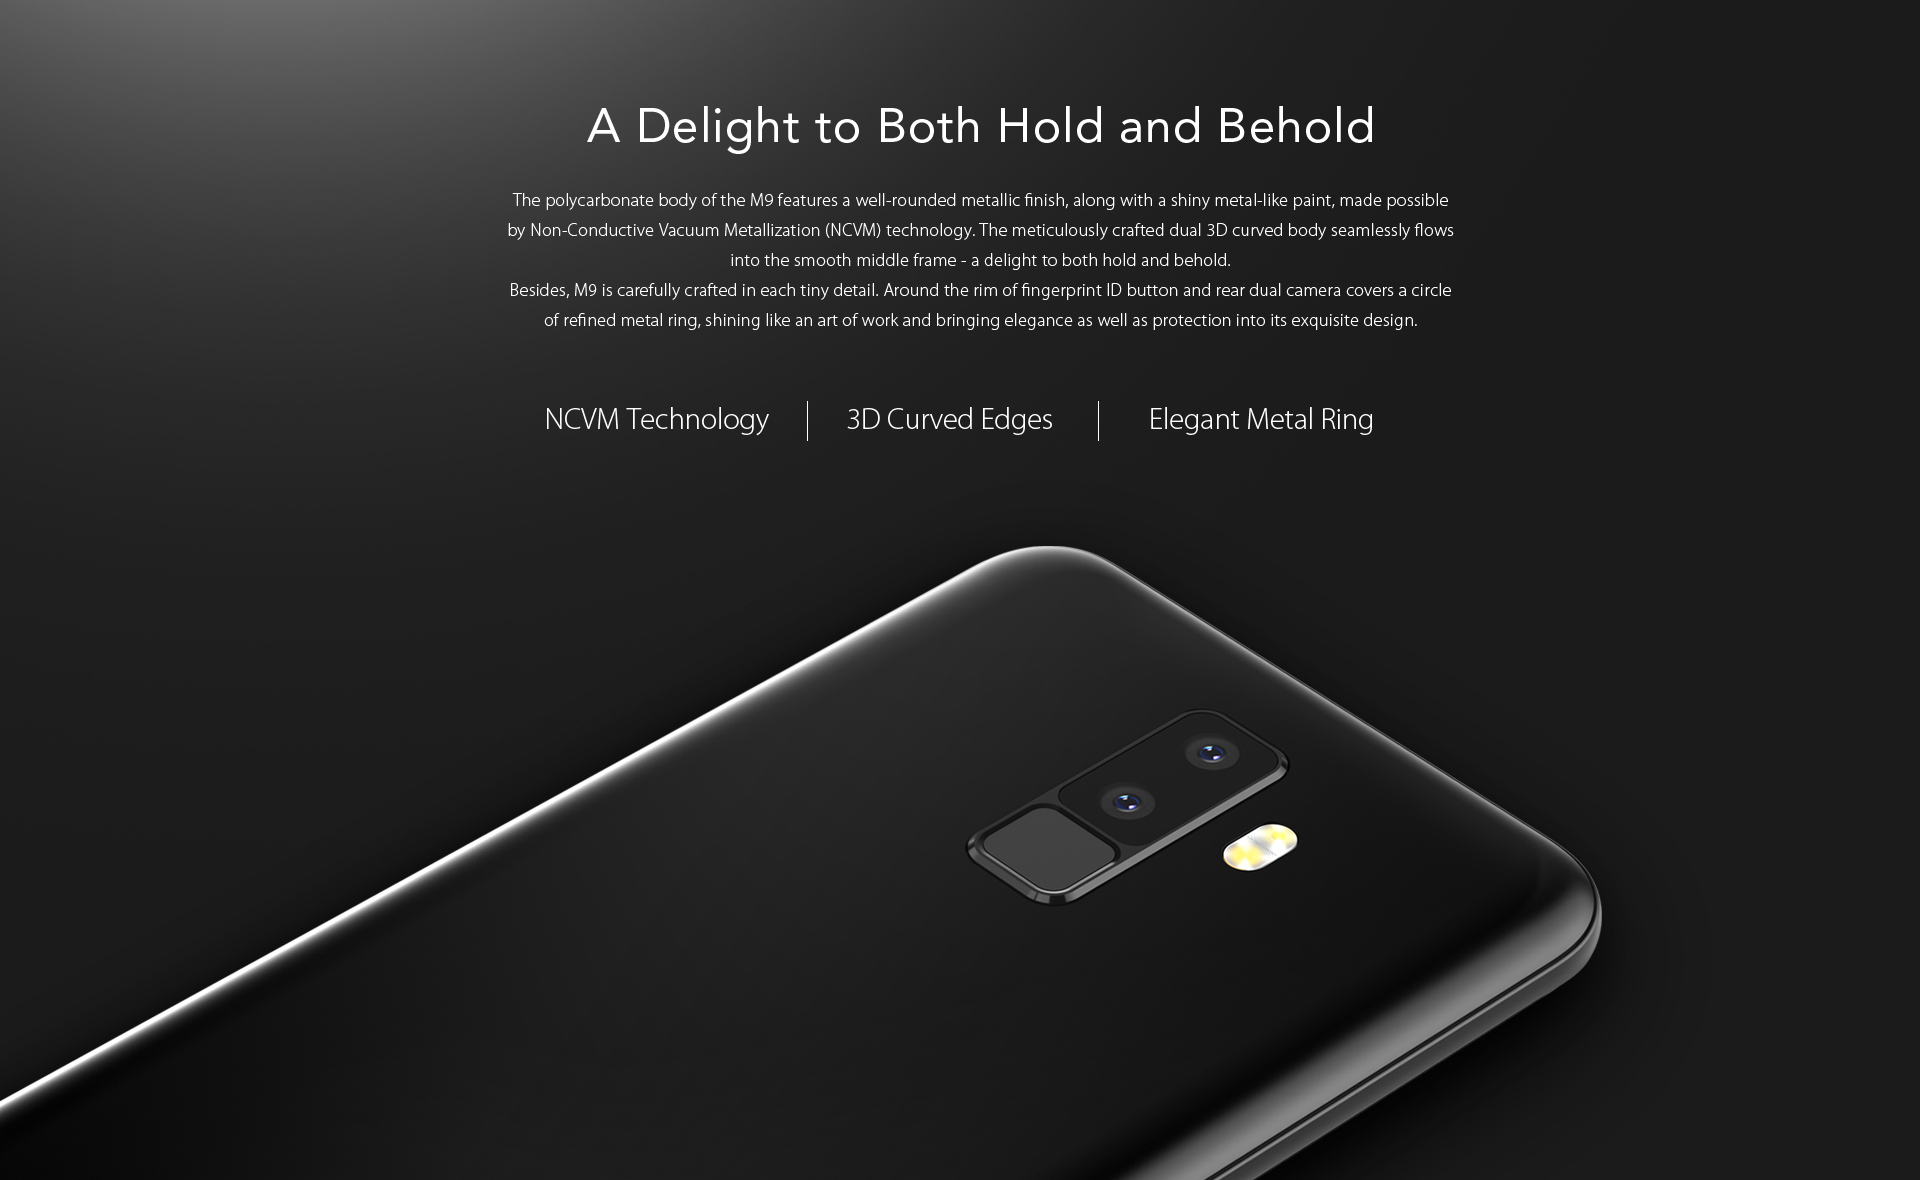 A Delight to Both Hold and Behold
The polycarbonate body of the M9 features a well-rounded metallic finish, along with a shiny metal-like paint, made possible
by Non-Conductive Vacuum Metallization (NCVM) technology. The meticulously crafted dual 3D curved body seamlessly flows
into the smooth middle frame - a delight to both hold and behold.
Besides, M9 is carefully crafted in each tiny detail. Around the rim of fingerprint ID button and rear dual camera covers a circle
of refined metal ring, shining like an art of work and bringing elegance as well as protection into its exquisite design.
NCVM Technology | 3D Curved Edges | Elegant Metal Ring